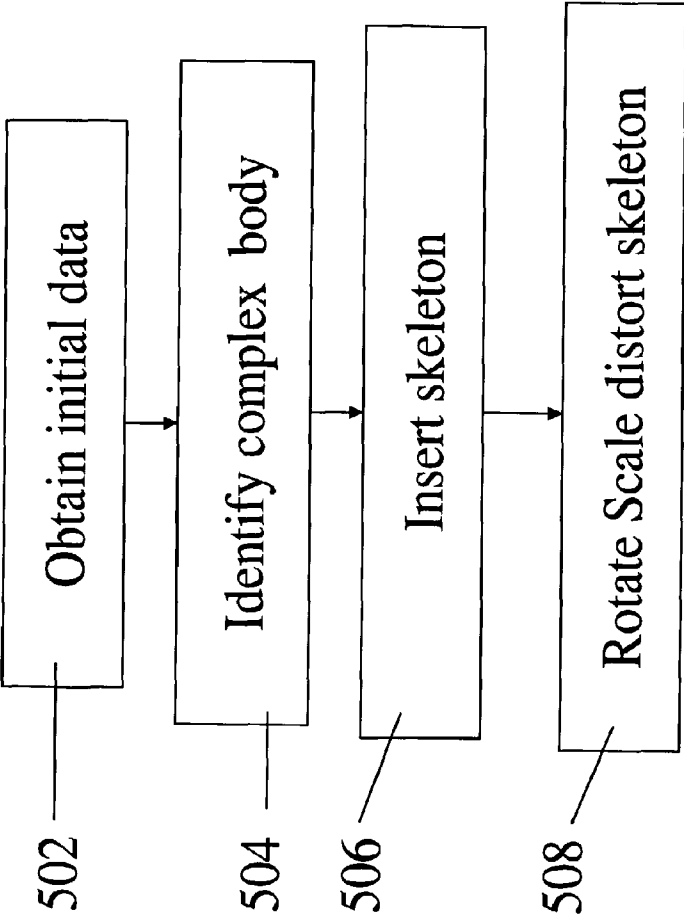 502 Obtain initial data
504 Identify complex body
506 Insert skeleton
508 Rotate Scale distort skeleton